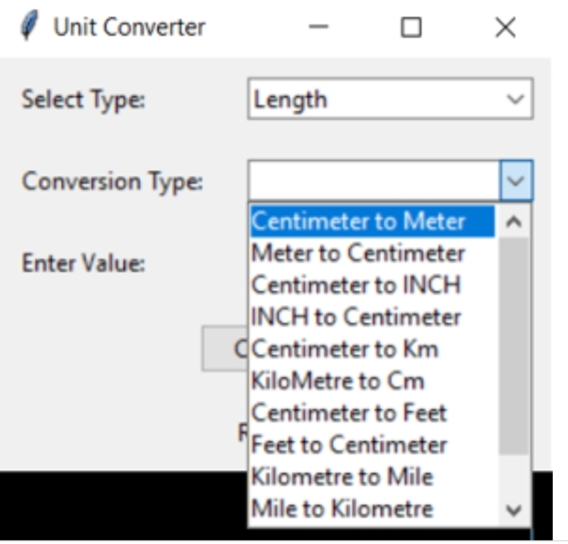 Unit Converter
Select Type:
Length
Conversion Type:
Centimeter to Meter
Meter to Centimeter
Enter Value:
Centimeter to INCH
INCH to Centimeter
Centimeter to Km
KiloMetre to Cm
Centimeter to Feet
Feet to Centimeter
Kilometre to Mile
Mile to Kilometre